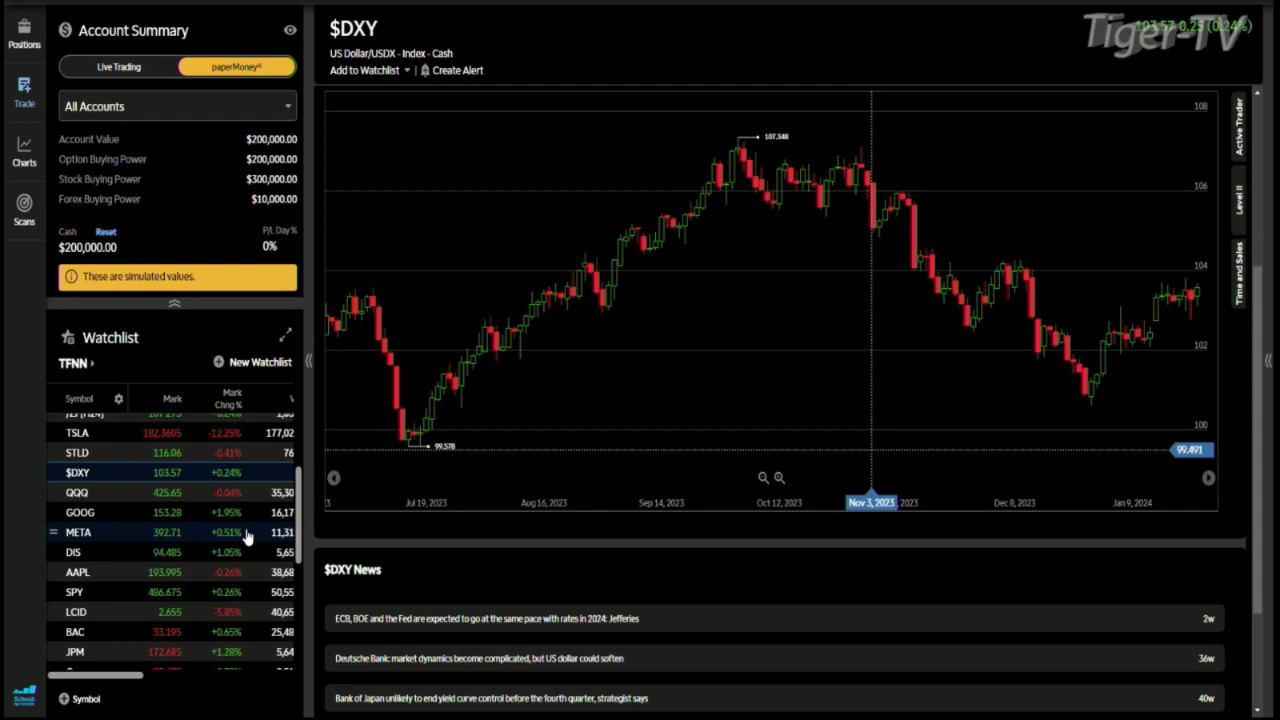 Positions
Trade
Charts
Scans
Account Summary
Live Trading
paperMoney®
All Accounts
Account Value $200,000.00
Option Buying Power $200,000.00
Stock Buying Power $300,000.00
Forex Buying Power $10,000.00
Cash Reset P/L Day %
$200,000.00 0%
These are simulated values.
Watchlist
TFNN
New Watchlist
Symbol Mark Mark Chng %
TSLA 182.3605 -12.25% 177,02
STLD 116.06 -0.41% 76
$DXY 103.57 +0.24%
QQQ 425.65 -0.04% 35,30
GOOG 153.28 +1.95% 16,17
META 392.71 +0.51% 11,31
DIS 94.485 +1.05% 5,65
AAPL 193.995 -0.26% 38,68
SPY 486.675 +0.26% 50,55
LCID 2.655 -5.85% 40,65
BAC 33.195 +0.65% 25,48
JPM 172.685 +1.28% 5,64
Symbol
$DXY
US Dollar/USDX - Index - Cash
Add to Watchlist | Create Alert
103.57 0.25 (0.24%)
Tiger-TV
108
107.348
106
104
102
100
99.578
99.491
3 Jul 19, 2023 Aug 16, 2023 Sep 14, 2023 Oct 12, 2023 Nov 3, 2023 2023 Dec 8, 2023 Jan 9, 2024
Active Trader
Level II
Time and Sales
$DXY News
ECB, BOE and the Fed are expected to go at the same pace with rates in 2024: Jefferies 2w
Deutsche Banic market dynamics become complicated, but US dollar could soften 36w
Bank of Japan unlikely to end yield curve control before the fourth quarter, strategist says 40w